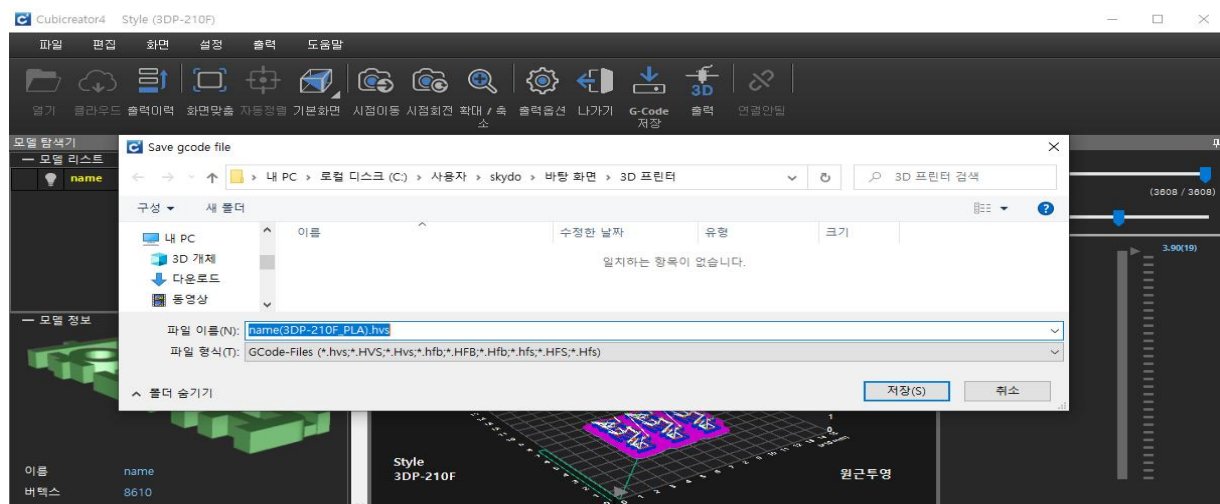 Cubicreator4 Style (3DP-210F)
파일 편집 화면 설정 출력 도움말
3D
열기 클라우드 출력이력 화면맞춤 자동정렬 기본화면 시점이동 시점회전 확대 / 축소 출력옵션 나가기 G-Code 저장 출력 연결안됨
모델 탐색기
모델 리스트
name
(3608 / 3608)
3.90(19)
Save gcode file
내 PC › 로컬 디스크 (C:) › 사용자 › skydo › 바탕 화면 › 3D 프린터
3D 프린터 검색
구성 새 폴더
이름 수정한 날짜 유형 크기
내 PC
3D 개체
다운로드
동영상
일치하는 항목이 없습니다.
파일 이름(N): name(3DP-210F_PLA).hvs
파일 형식(T): GCode-Files (*.hvs;*.HVS;*.Hvs;*.hfb;*.HFB;*.Hfb;*.hfs;*.HFS;*.Hfs)
폴더 숨기기
저장(S) 취소
모델 정보
이름 name
버텍스 8610
Style
3DP-210F
원근투영